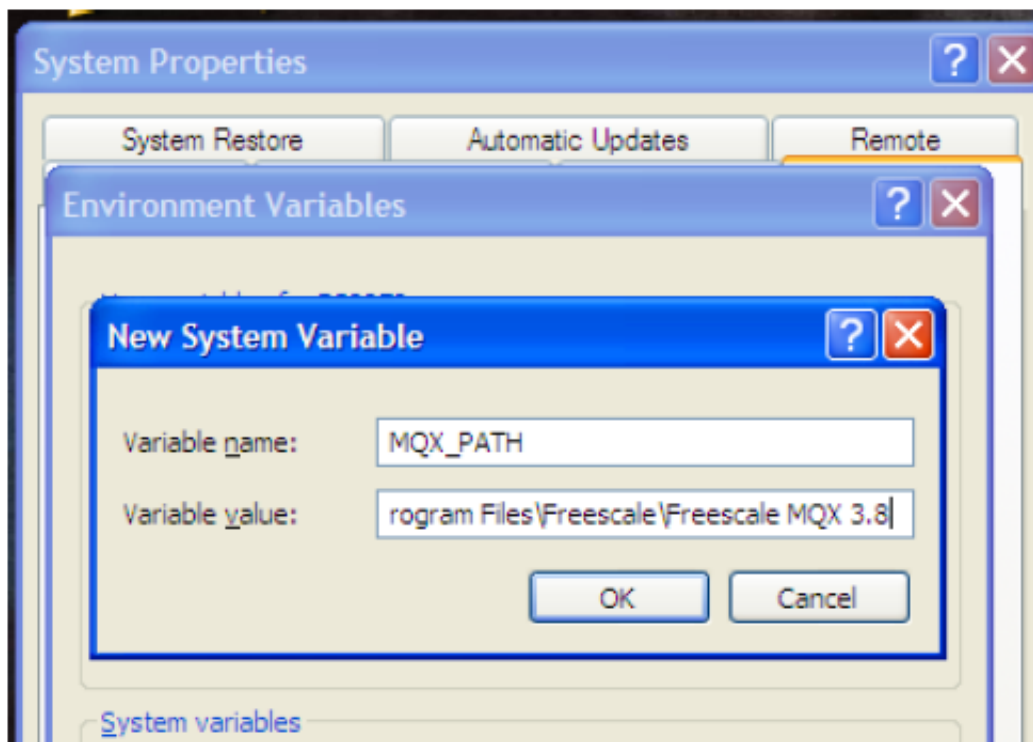 System Properties
System Restore Automatic Updates Remote
Environment Variables
New System Variable
Variable name: MQX_PATH
Variable value: rogram Files\Freescale\Freescale MQX 3.8
OK Cancel
System variables